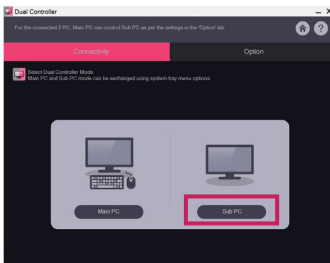 Dual Controller
For the connected 2 PC, Main PC can control Sub PC as per the settings in the 'Option' tab.
Connectivity
Option
Select Dual Controller Mode.
Main PC and Sub PC mode can be exchanged using system tray menu options.
Main PC
Sub PC